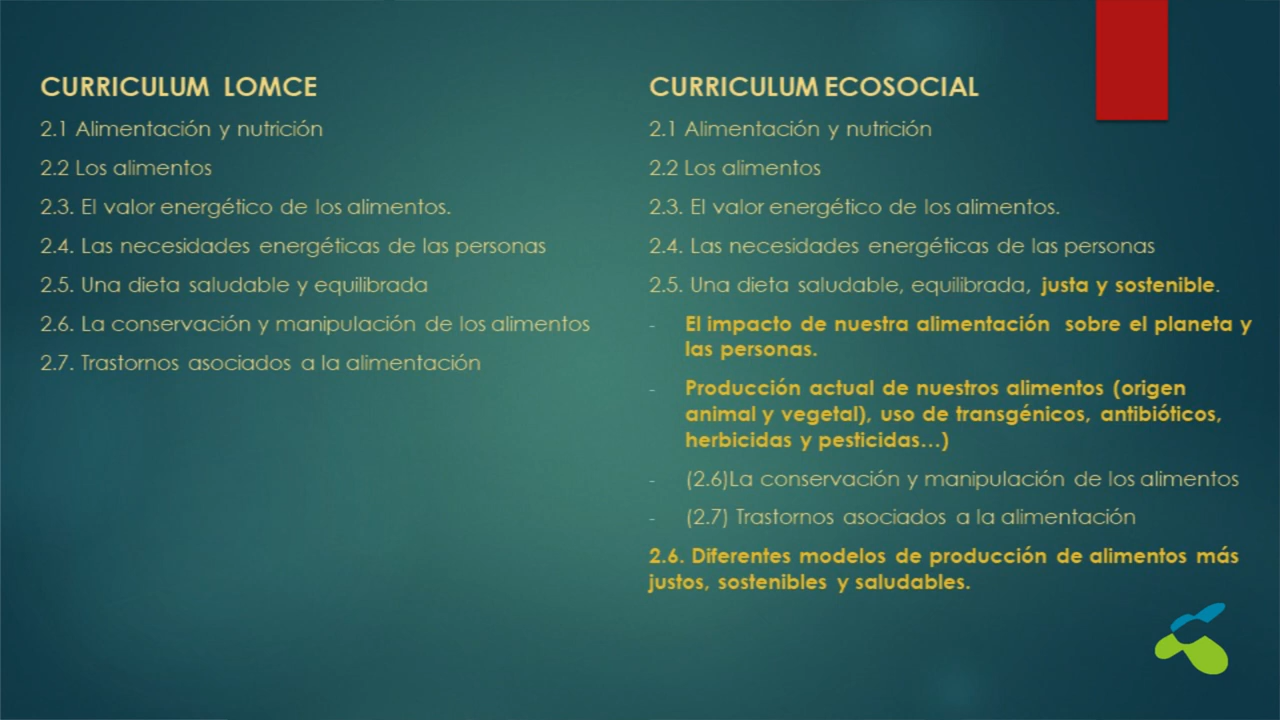 CURRICULUM LOMCE
2.1 Alimentación y nutrición
2.2 Los alimentos
2.3. El valor energético de los alimentos.
2.4. Las necesidades energéticas de las personas
2.5. Una dieta saludable y equilibrada
2.6. La conservación y manipulación de los alimentos
2.7. Trastornos asociados a la alimentación
CURRICULUM ECOSOCIAL
2.1 Alimentación y nutrición
2.2 Los alimentos
2.3. El valor energético de los alimentos.
2.4. Las necesidades energéticas de las personas
2.5. Una dieta saludable, equilibrada, justa y sostenible.
- El impacto de nuestra alimentación sobre el planeta y
las personas.
- Producción actual de nuestros alimentos (origen
animal y vegetal), uso de transgénicos, antibióticos,
herbicidas y pesticidas...)
- (2.6)La conservación y manipulación de los alimentos
- (2.7) Trastornos asociados a la alimentación
2.6. Diferentes modelos de producción de alimentos más
justos, sostenibles y saludables.